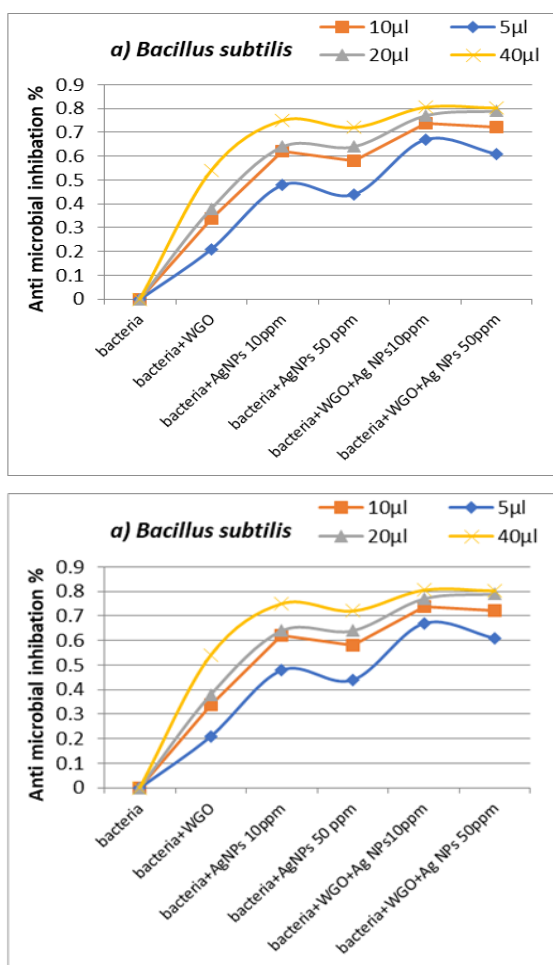 10µl
5µl
a) Bacillus subtilis
20µl
40µl
Anti microbial inhibation %
0.9
0.8
0.7
0.6
0.5
0.4
0.3
0.2
0.1
0
bacteria
bacteria+WGO
bacteria+AgNPs 10ppm
bacteria+AgNPs 50 ppm
bacteria+WGO+Ag NPs10ppm
bacteria+WGO+Ag NPs 50ppm
10µl
5µl
a) Bacillus subtilis
20µl
40µl
Anti microbial inhibation %
0.9
0.8
0.7
0.6
0.5
0.4
0.3
0.2
0.1
0
bacteria
bacteria+WGO
bacteria+AgNPs 10ppm
bacteria+AgNPs 50 ppm
bacteria+WGO+Ag NPs10ppm
bacteria+WGO+Ag NPs 50ppm